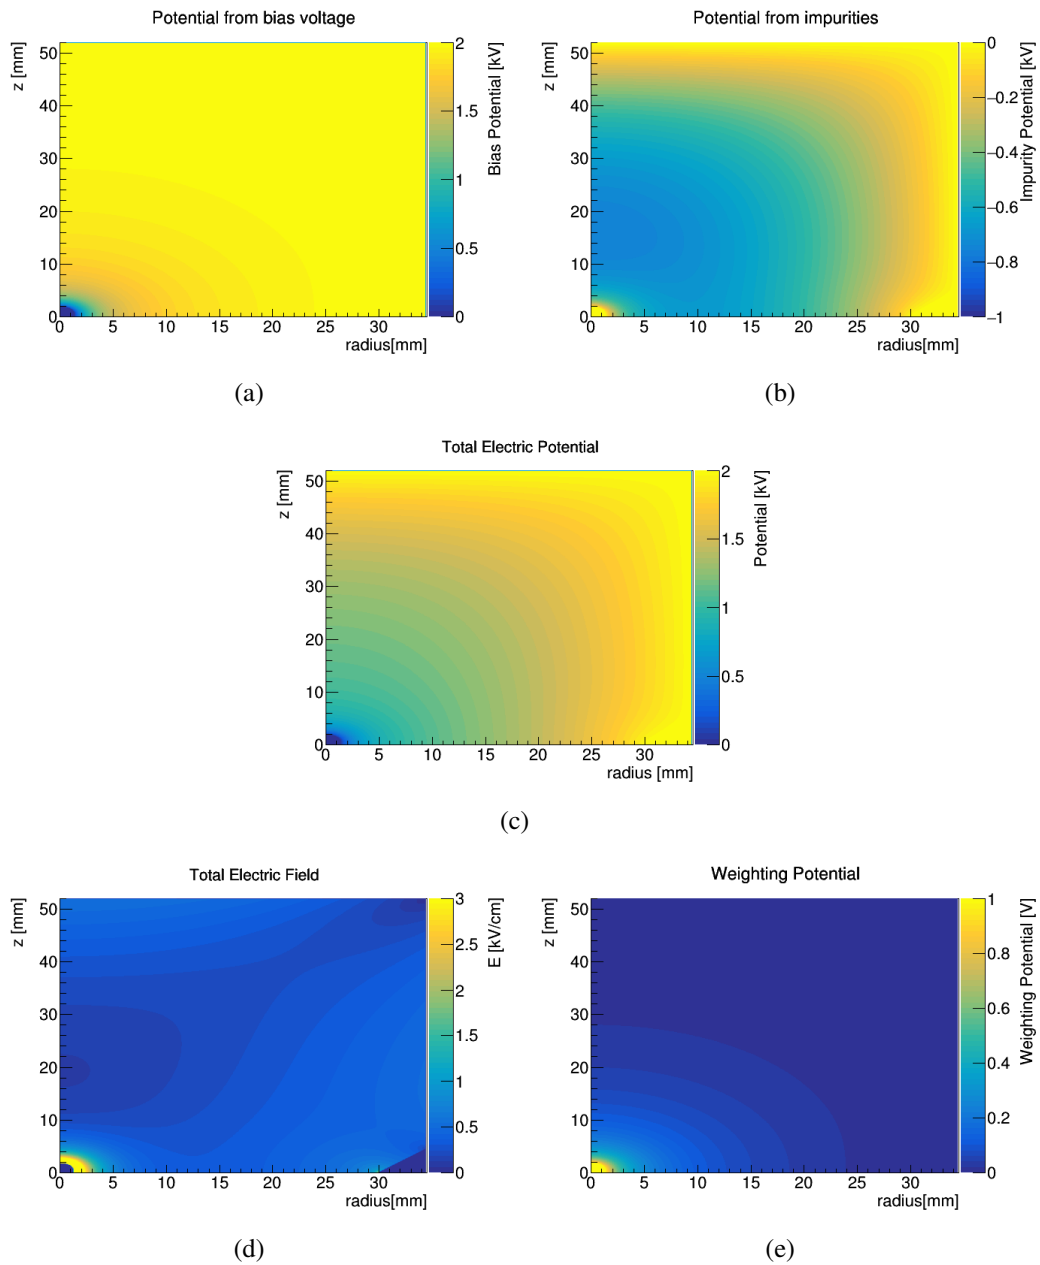 Potential from bias voltage
z [mm]
50
40
30
20
10
0
0 5 10 15 20 25 30
radius[mm]
2
1.5
1
0.5
0
Bias Potential [kV]
(a)
Potential from impurities
z [mm]
50
40
30
20
10
0
0 5 10 15 20 25 30
radius[mm]
0
−0.2
−0.4
−0.6
−0.8
−1
Impurity Potential [kV]
(b)
Total Electric Potential
z [mm]
50
40
30
20
10
0
0 5 10 15 20 25 30
radius [mm]
2
1.5
1
0.5
0
Potential [kV]
(c)
Total Electric Field
z [mm]
50
40
30
20
10
0
0 5 10 15 20 25 30
radius[mm]
3
2.5
2
1.5
1
0.5
0
E [kV/cm]
(d)
Weighting Potential
z [mm]
50
40
30
20
10
0
0 5 10 15 20 25 30
radius[mm]
1
0.8
0.6
0.4
0.2
0
Weighting Potential [V]
(e)